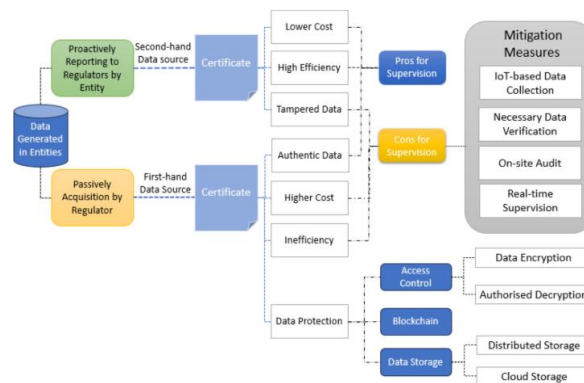 Proactively
Reporting to
Regulators by
Entity
Second-hand
Data source
Certificate
Lower Cost
High Efficiency
Tampered Data
Pros for
Supervision
Mitigation
Measures
IoT-based Data
Collection
Necessary Data
Verification
On-site Audit
Real-time
Supervision
Data
Generated
in Entities
Passively
Acquisition by
Regulator
First-hand
Data Source
Certificate
Authentic Data
Higher Cost
Inefficiency
Cons for
Supervision
Data Protection
Access
Control
Blockchain
Data Storage
Data Encryption
Authorised Decryption
Distributed Storage
Cloud Storage